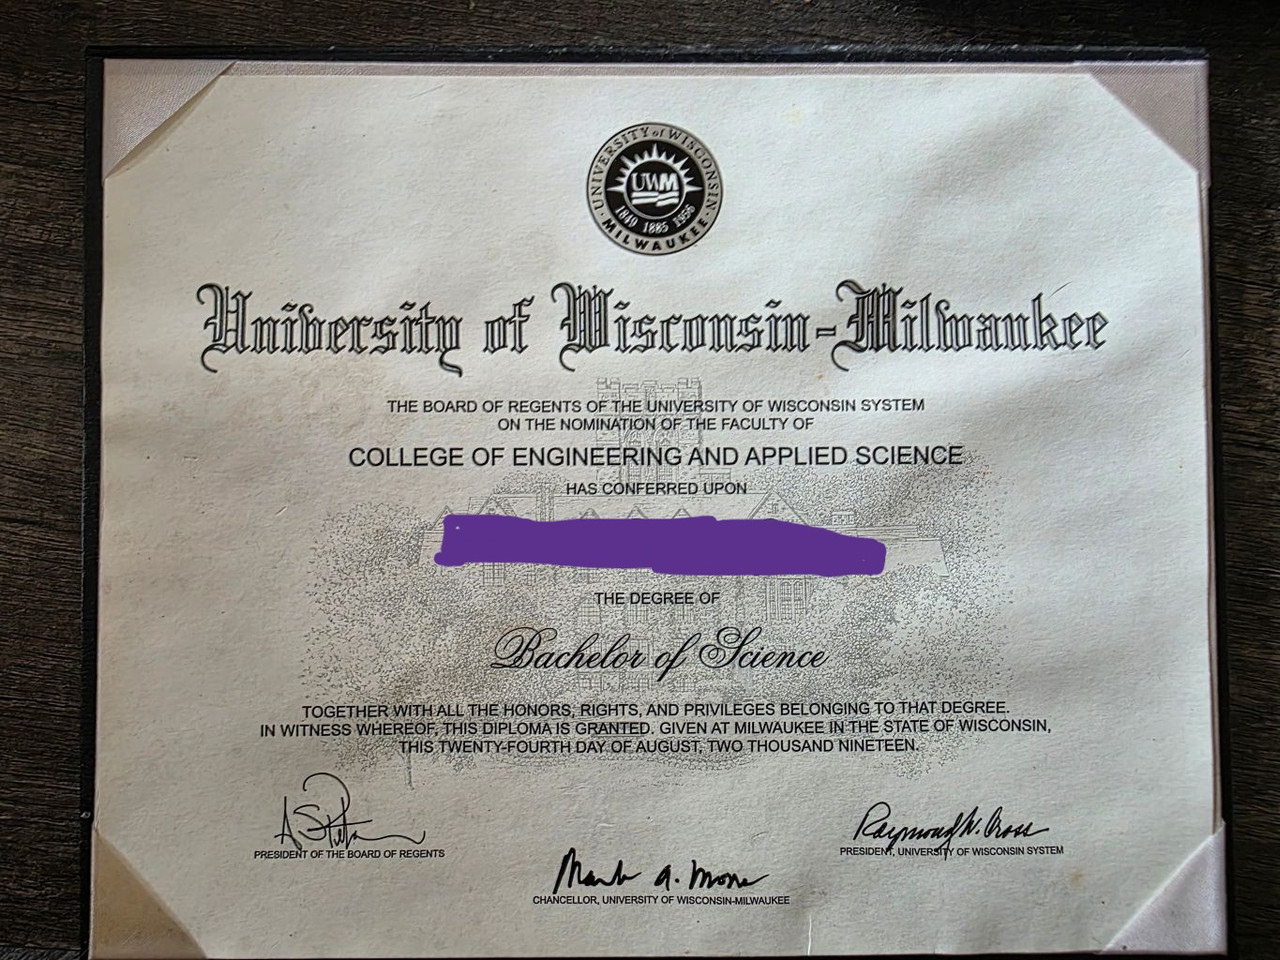 UNIVERSITY of WISCONSIN
UWM
1849 1885 1956
MILWAUKEE
University of Wisconsin-Milwaukee
THE BOARD OF REGENTS OF THE UNIVERSITY OF WISCONSIN SYSTEM
ON THE NOMINATION OF THE FACULTY OF
COLLEGE OF ENGINEERING AND APPLIED SCIENCE
HAS CONFERRED UPON
THE DEGREE OF
Bachelor of Science
TOGETHER WITH ALL THE HONORS, RIGHTS, AND PRIVILEGES BELONGING TO THAT DEGREE.
IN WITNESS WHEREOF, THIS DIPLOMA IS GRANTED. GIVEN AT MILWAUKEE IN THE STATE OF WISCONSIN,
THIS TWENTY-FOURTH DAY OF AUGUST, TWO THOUSAND NINETEEN.
PRESIDENT OF THE BOARD OF REGENTS
Raymond W. Cross
PRESIDENT, UNIVERSITY OF WISCONSIN SYSTEM
Mark A. Mone
CHANCELLOR, UNIVERSITY OF WISCONSIN-MILWAUKEE